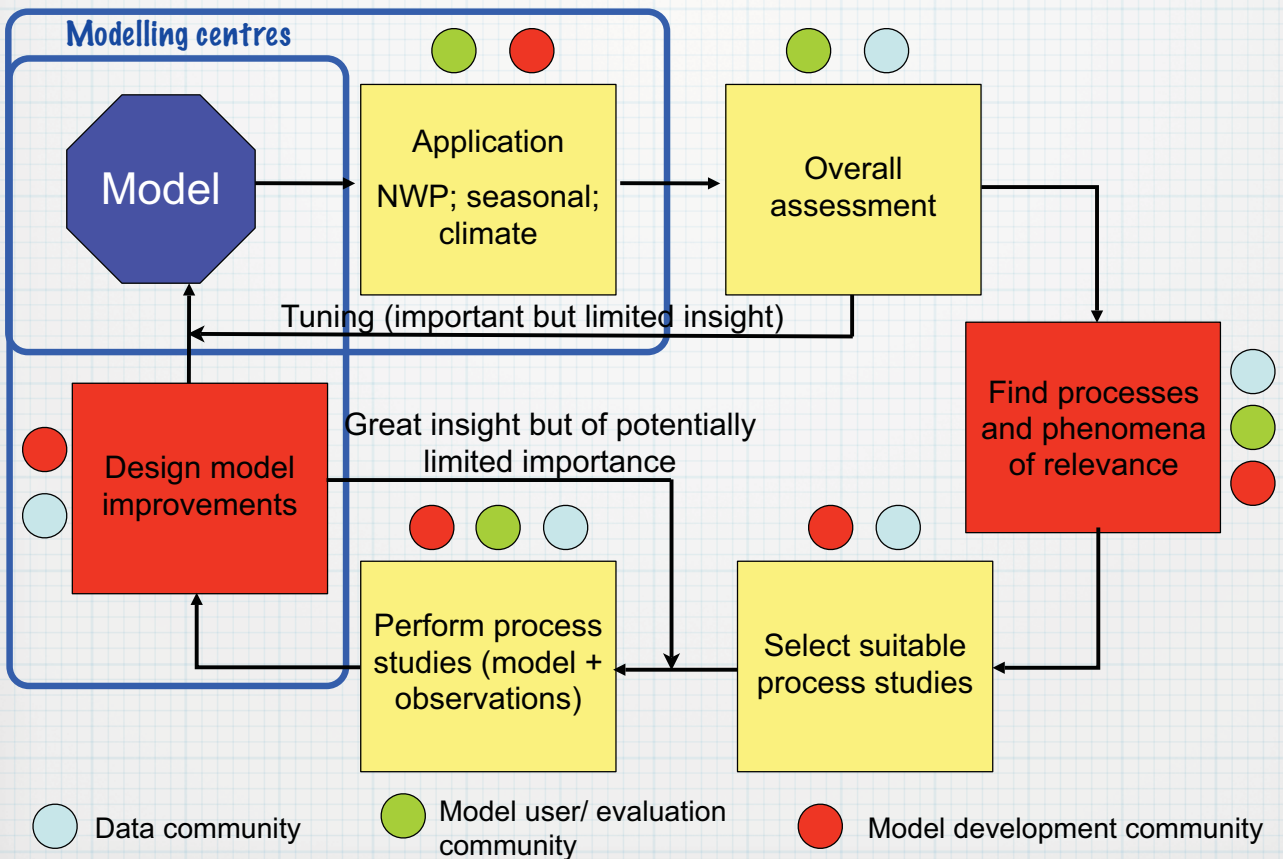 Modelling centres
Model
Application
NWP; seasonal;
climate
Overall
assessment
Tuning (important but limited insight)
Find processes
and phenomena
of relevance
Design model
improvements
Great insight but of potentially
limited importance
Perform process
studies (model +
observations)
Select suitable
process studies
Data community
Model user/ evaluation
community
Model development community